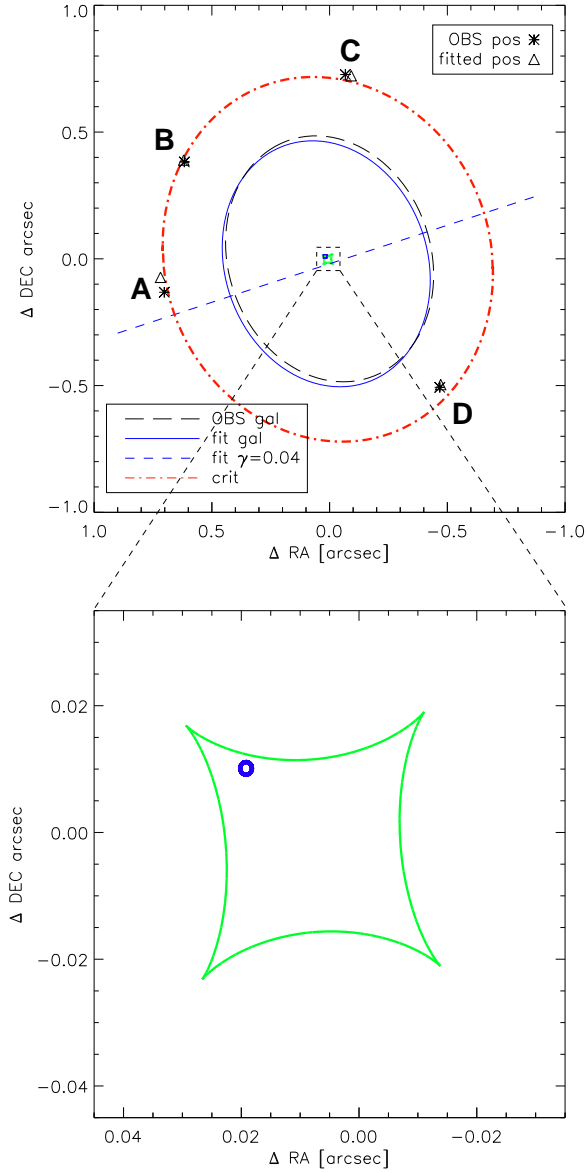 C
OBS pos
fitted pos
B
A
D
OBS gal
fit gal
fit γ=0.04
crit
1.0
0.5
0.0
−0.5
−1.0
Δ DEC arcsec
1.0
0.5
0.0
−0.5
−1.0
Δ RA [arcsec]
0.02
0.00
−0.02
−0.04
Δ DEC arcsec
0.04
0.02
0.00
−0.02
Δ RA [arcsec]